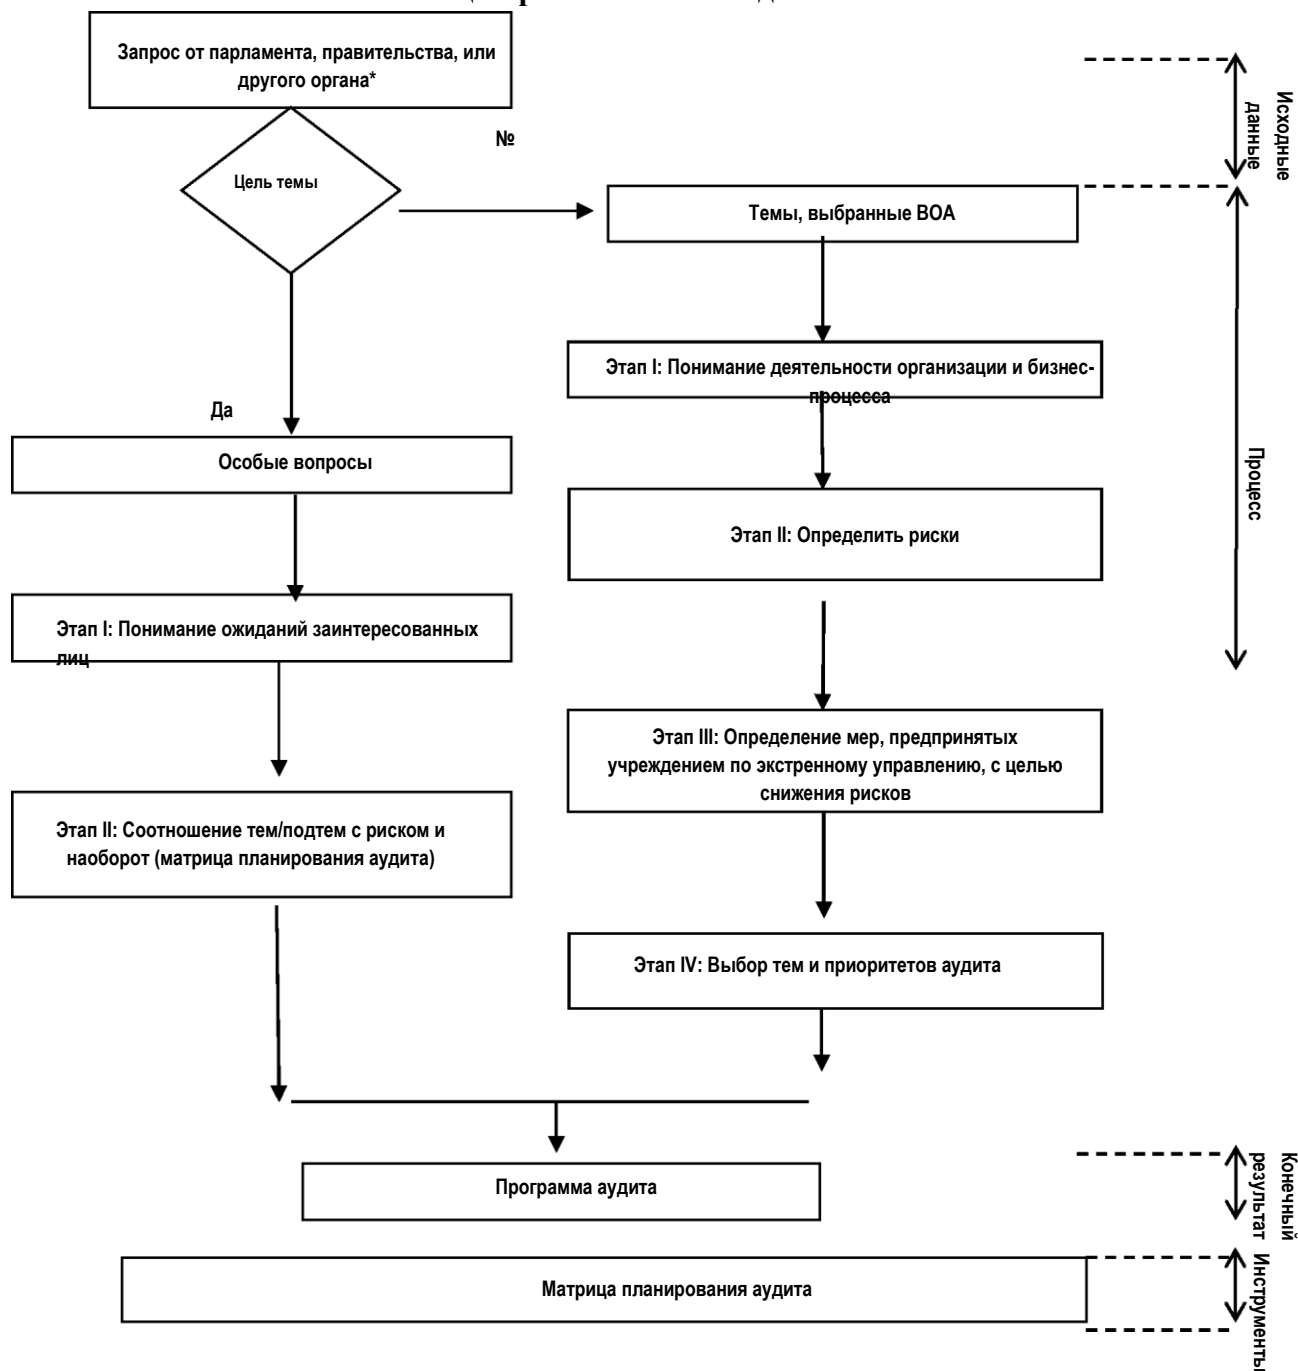 Запрос от парламента, правительства, или
другого органа*
№
Цель темы
Темы, выбранные ВОА
Этап I: Понимание деятельности организации и бизнес-
процесса
Да
Особые вопросы
Этап II: Определить риски
Этап I: Понимание ожиданий заинтересованных
лиц
Этап III: Определение мер, предпринятых
учреждением по экстренному управлению, с целью
снижения рисков
Этап II: Соотношение тем/подтем с риском и
наоборот (матрица планирования аудита)
Этап IV: Выбор тем и приоритетов аудита
Программа аудита
Матрица планирования аудита
Исходные
данные
Процесс
Конечный
результат
Инструменты